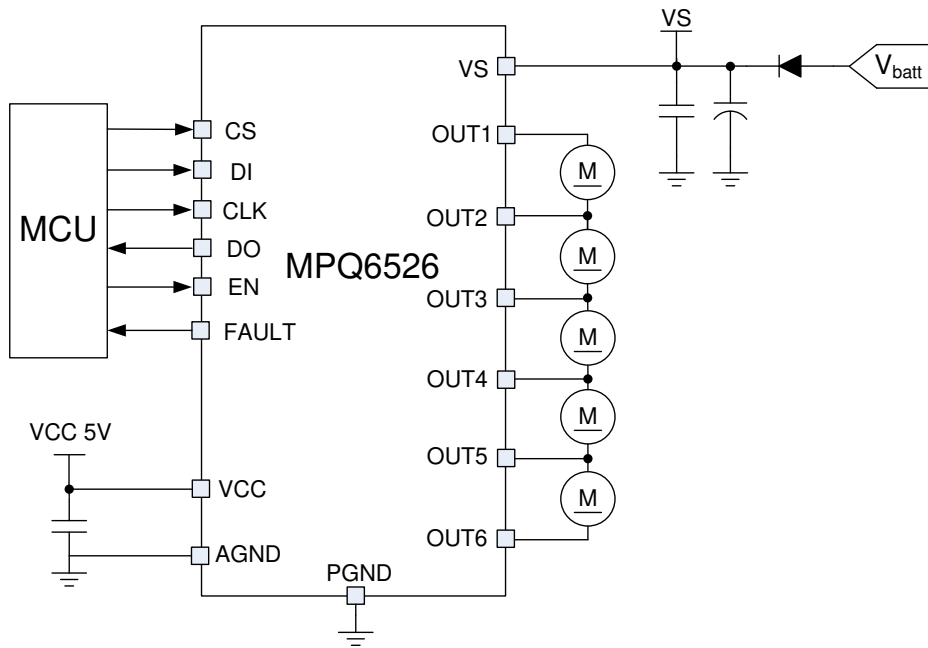 VS
VS
V_batt
CS
OUT1
M
DI
CLK
OUT2
MCU
DO
MPQ6526
M
EN
OUT3
FAULT
M
OUT4
M
VCC 5V
OUT5
VCC
M
OUT6
AGND
PGND